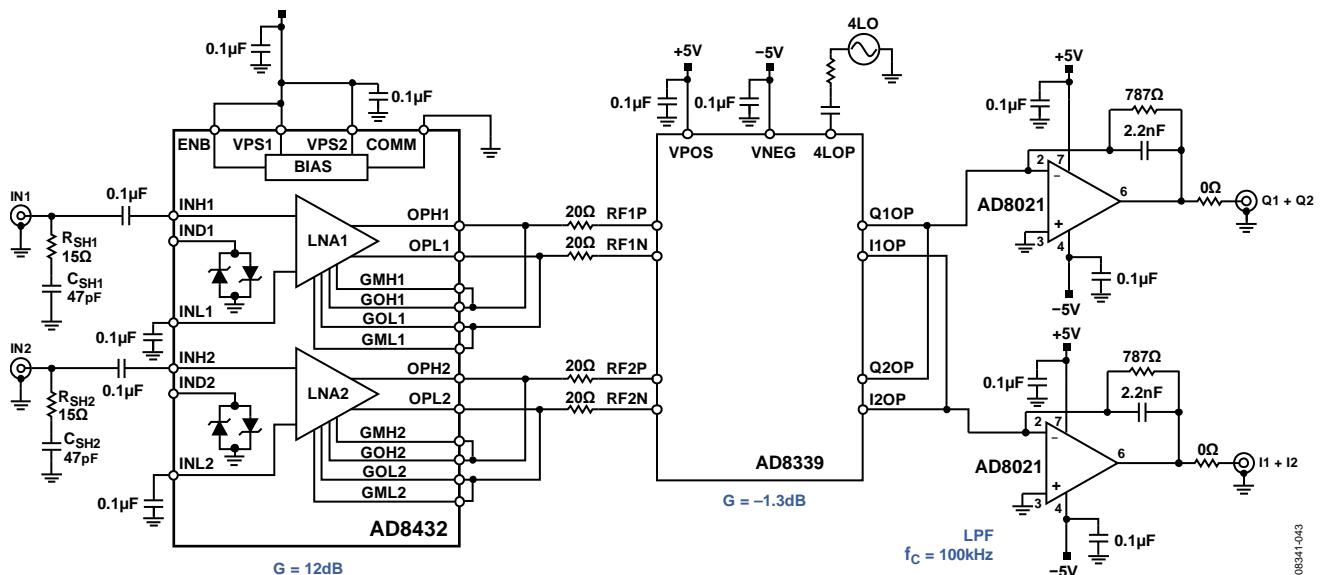 4LO
0.1µF
+5V
−5V
+5V
0.1µF
0.1µF
0.1µF
0.1µF
787Ω
2.2nF
ENB
VPS1
VPS2
COMM
BIAS
VPOS
VNEG
4LOP
2
7
−
6
+
3
4
AD8021
0Ω
Q1 + Q2
0.1µF
−5V
IN1
0.1µF
RSH1
15Ω
CSH1
47pF
0.1µF
INH1
IND1
INL1
LNA1
OPH1
OPL1
GMH1
GOH1
GOL1
GML1
20Ω
RF1P
20Ω
RF1N
Q1OP
I1OP
IN2
0.1µF
RSH2
15Ω
CSH2
47pF
0.1µF
INH2
IND2
INL2
LNA2
OPH2
OPL2
GMH2
GOH2
GOL2
GML2
20Ω
RF2P
20Ω
RF2N
Q2OP
I2OP
+5V
0.1µF
787Ω
2.2nF
2
7
−
6
+
3
4
AD8021
0Ω
I1 + I2
0.1µF
−5V
AD8432
G = 12dB
AD8339
G = −1.3dB
LPF
fC = 100kHz
08341-043